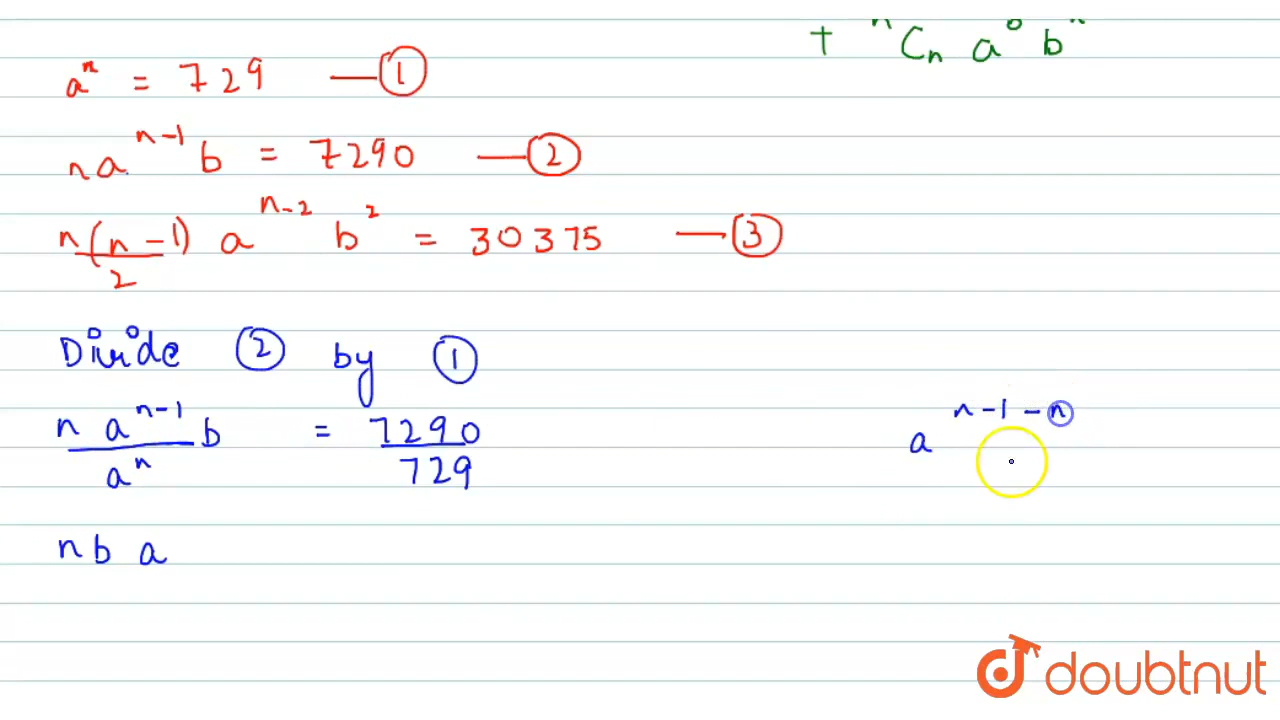 + ⁿCₙ a⁰ bⁿ
aⁿ = 729 — ①
n aⁿ⁻¹ b = 7290 — ②
n(n-1)/2 aⁿ⁻² b² = 30375 — ③
Divide ② by ①
n aⁿ⁻¹ b / aⁿ = 7290 / 729
a ⁿ⁻¹⁻ⁿ
n b a
doubtnut